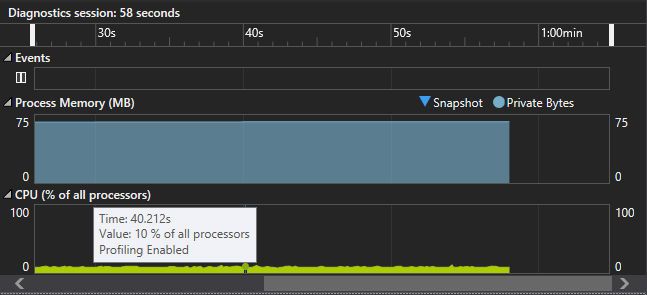 Diagnostics session: 58 seconds
30s 40s 50s 1:00min
Events
Process Memory (MB) Snapshot Private Bytes
75 75
0 0
CPU (% of all processors)
100 100
Time: 40.212s
Value: 10 % of all processors
Profiling Enabled
0 0